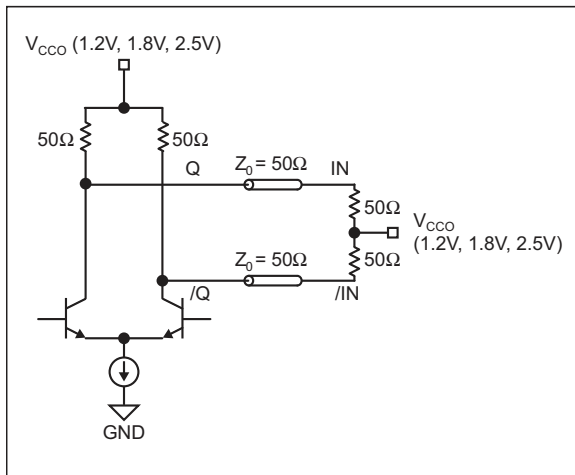 V_CCO (1.2V, 1.8V, 2.5V)
50Ω 50Ω
Q Z_0 = 50Ω IN
50Ω
V_CCO
(1.2V, 1.8V, 2.5V)
50Ω
/Q Z_0 = 50Ω /IN
GND